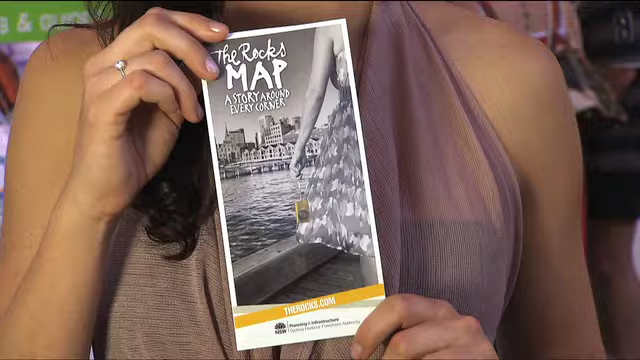 The Rocks
MAP
A STORY AROUND
EVERY CORNER
THEROCKS.COM
NSW
Planning & Infrastructure
Sydney Harbour Foreshore Authority